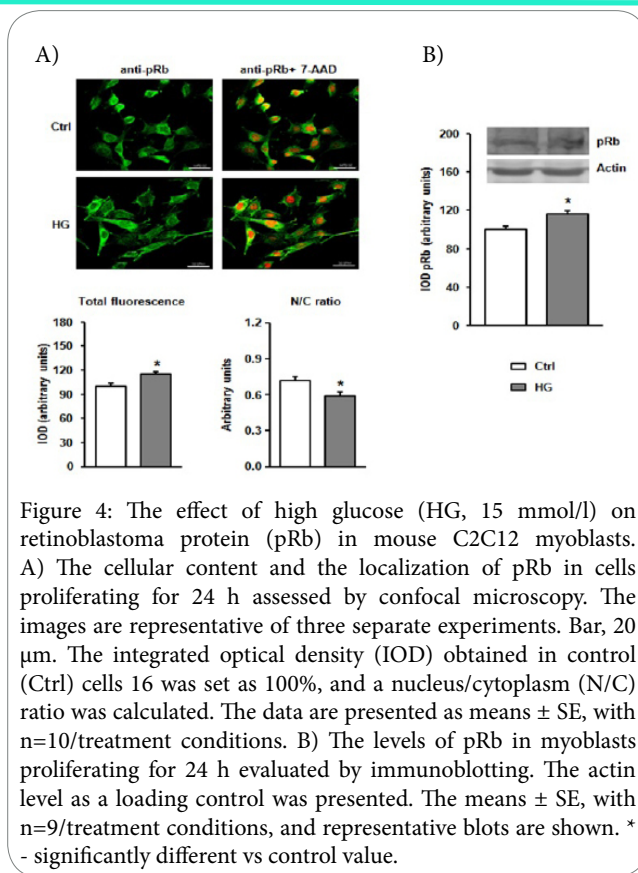 A)
B)
anti-pRb
anti-pRb+ 7-AAD
Ctrl
HG
Total fluorescence
IOD (arbitrary units)
180
150
120
90
60
30
0
*
N/C ratio
Arbitrary units
1.2
0.9
0.6
0.3
0.0
*
IOD pRb (arbitrary units)
200
160
120
80
40
0
pRb
Actin
*
Ctrl
HG
Figure 4: The effect of high glucose (HG, 15 mmol/l) on
retinoblastoma protein (pRb) in mouse C2C12 myoblasts.
A) The cellular content and the localization of pRb in cells
proliferating for 24 h assessed by confocal microscopy. The
images are representative of three separate experiments. Bar, 20
μm. The integrated optical density (IOD) obtained in control
(Ctrl) cells 16 was set as 100%, and a nucleus/cytoplasm (N/C)
ratio was calculated. The data are presented as means ± SE, with
n=10/treatment conditions. B) The levels of pRb in myoblasts
proliferating for 24 h evaluated by immunoblotting. The actin
level as a loading control was presented. The means ± SE, with
n=9/treatment conditions, and representative blots are shown. *
- significantly different vs control value.